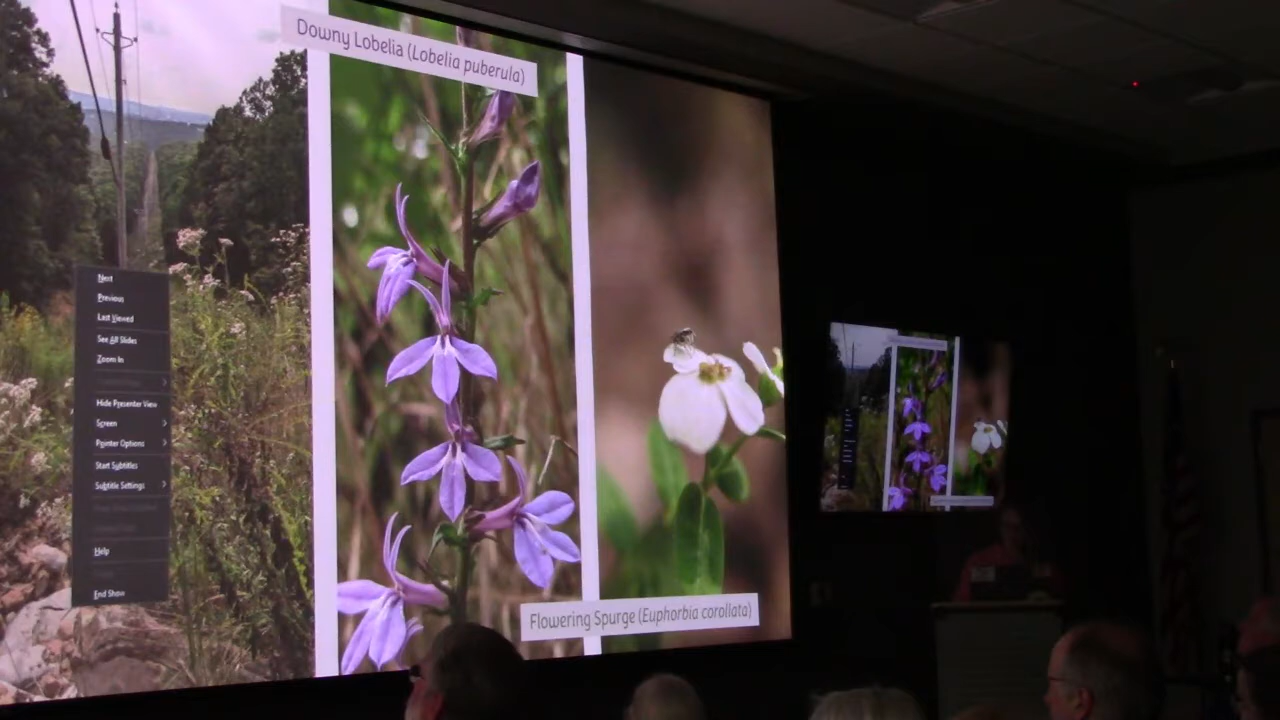 Downy Lobelia (Lobelia puberula)
Next
Previous
Last Viewed
See All Slides
Zoom In
Hide Presenter View
Screen
Pointer Options
Start Subtitles
Subtitle Settings
Help
End Show
Flowering Spurge (Euphorbia corollata)